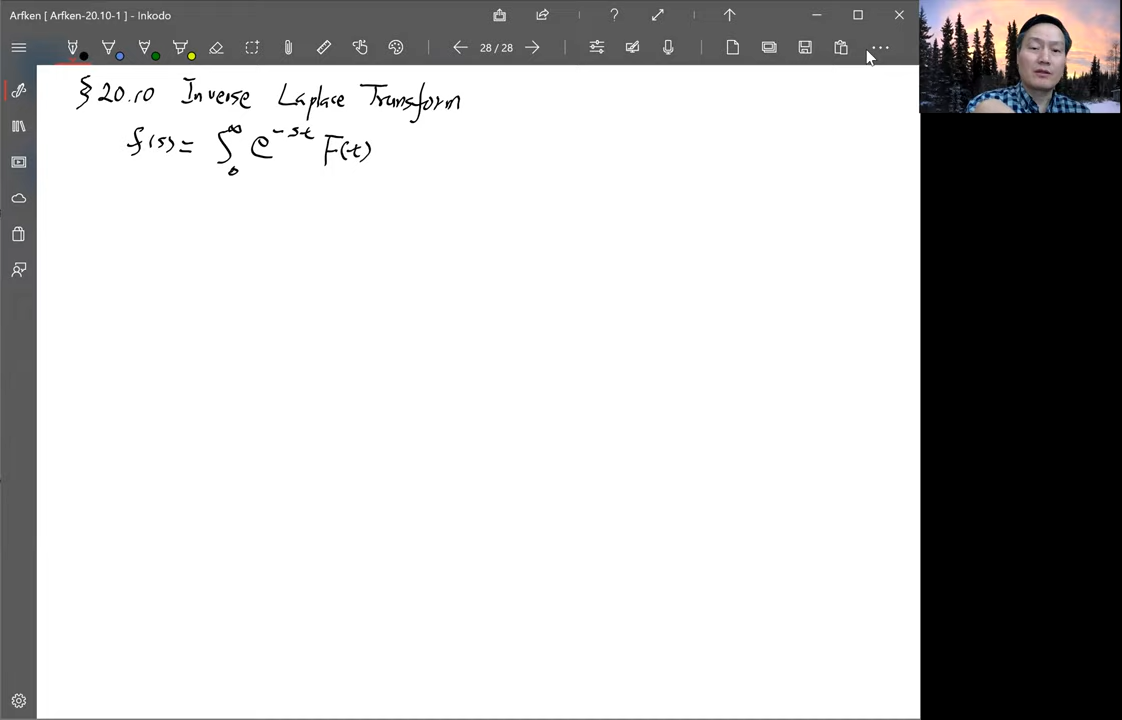 Arfken [ Arfken-20.10-1 ] - Inkodo
28 / 28
§ 20.10 Inverse Laplace Transform
f(s) = ∫₀^∞ e^{-st} F(t)